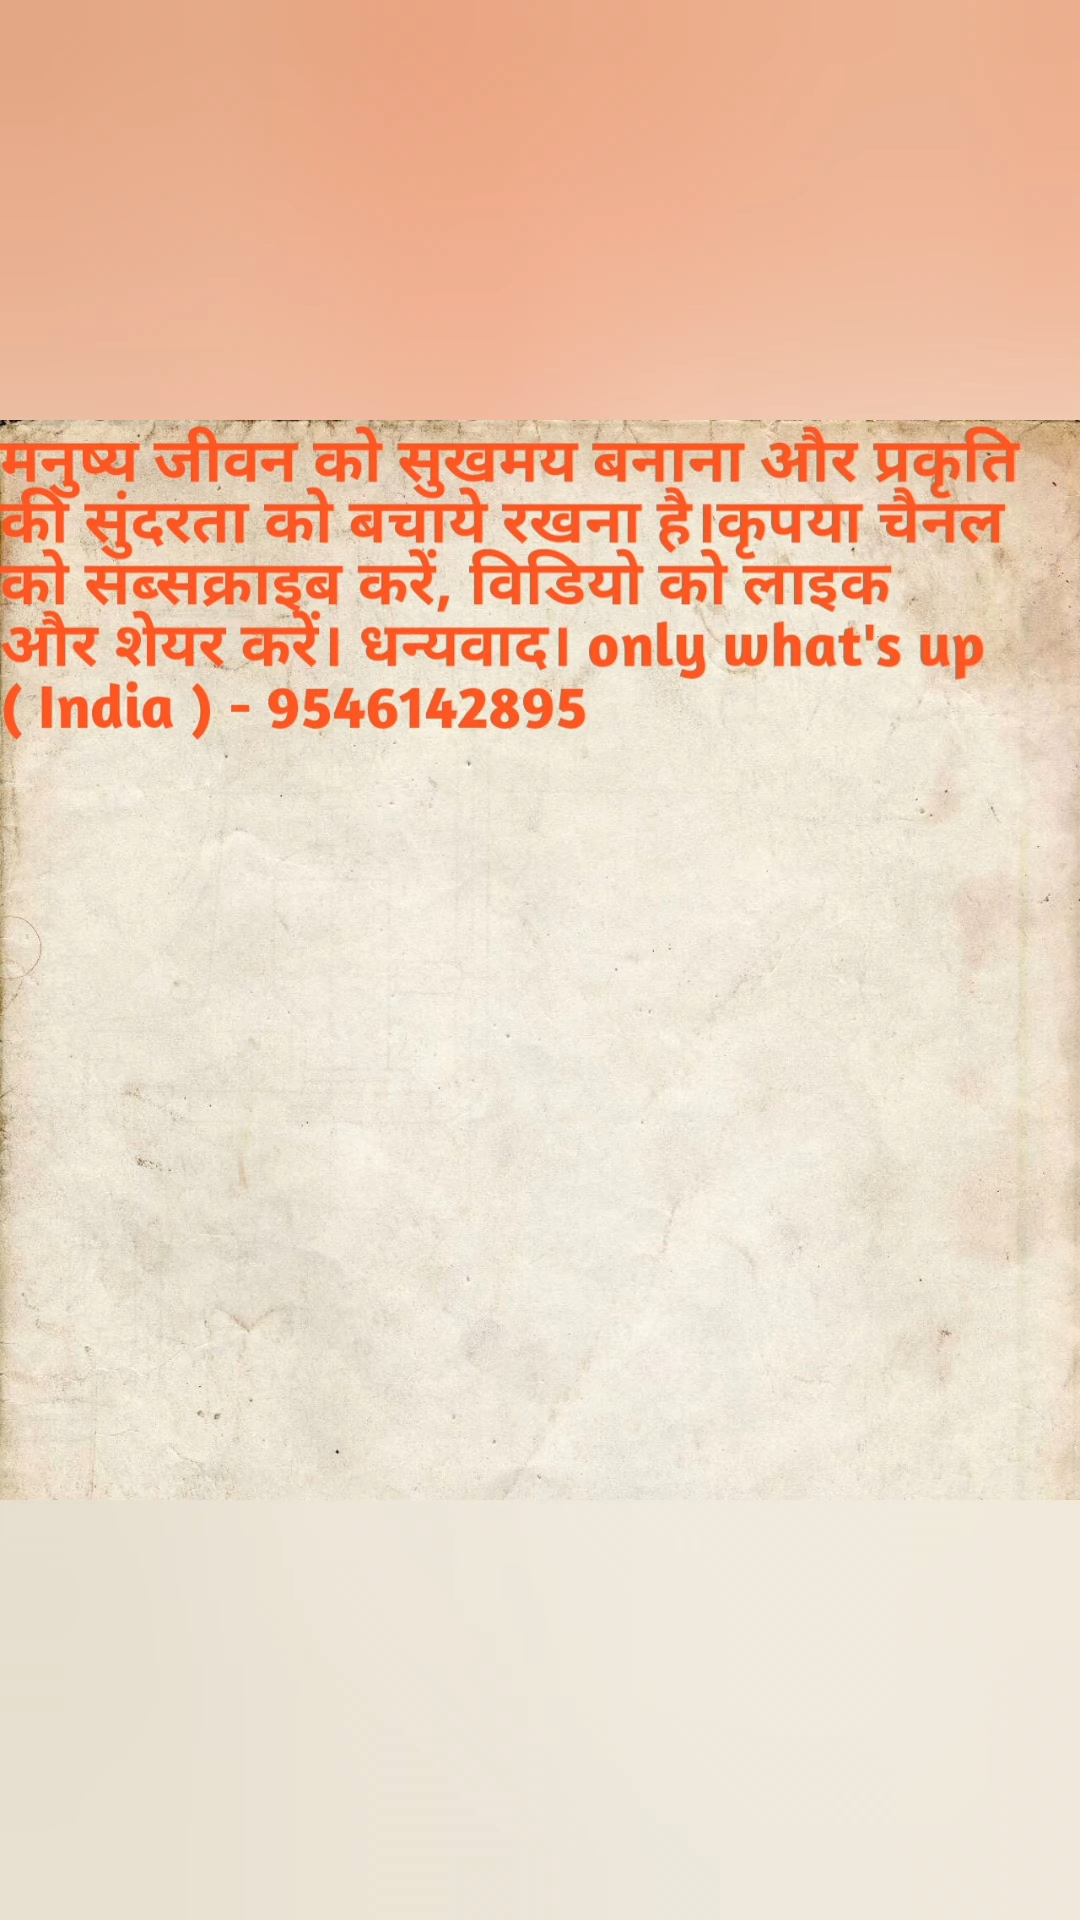 मनुष्य जीवन को सुखमय बनाना और प्रकृति
की सुंदरता को बचाये रखना है।कृपया चैनल
को सब्सक्राइब करें, विडियो को लाइक
और शेयर करें। धन्यवाद। only what's up
( India ) - 9546142895